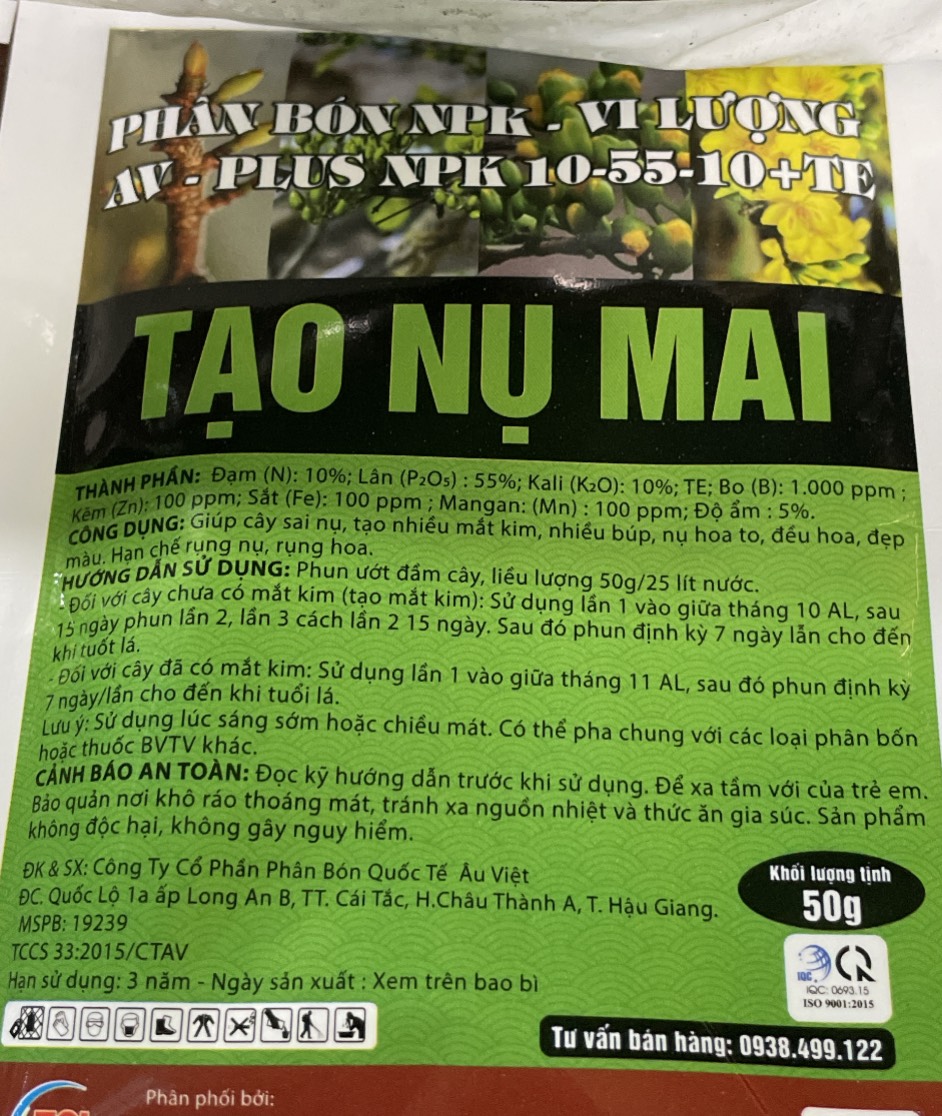 PHÂN BÓN NPK - VI LƯỢNG
AV - PLUS NPK 10-55-10+TE
TẠO NỤ MAI
THÀNH PHẦN: Đạm (N): 10%; Lân (P₂O₅) : 55%; Kali (K₂O): 10%; TE; Bo (B): 1.000 ppm ;
Kẽm (Zn): 100 ppm; Sắt (Fe): 100 ppm ; Mangan: (Mn) : 100 ppm; Độ ẩm : 5%.
CÔNG DỤNG: Giúp cây sai nụ, tạo nhiều mắt kim, nhiều búp, nụ hoa to, đều hoa, đẹp
màu. Hạn chế rụng nụ, rụng hoa.
HƯỚNG DẪN SỬ DỤNG: Phun ướt đẫm cây, liều lượng 50g/25 lít nước.
- Đối với cây chưa có mắt kim (tạo mắt kim): Sử dụng lần 1 vào giữa tháng 10 AL, sau
15 ngày phun lần 2, lần 3 cách lần 2 15 ngày. Sau đó phun định kỳ 7 ngày lần cho đến
khi tuốt lá.
- Đối với cây đã có mắt kim: Sử dụng lần 1 vào giữa tháng 11 AL, sau đó phun định kỳ
7 ngày/lần cho đến khi tuổi lá.
Lưu ý: Sử dụng lúc sáng sớm hoặc chiều mát. Có thể pha chung với các loại phân bốn
hoặc thuốc BVTV khác.
CẢNH BÁO AN TOÀN: Đọc kỹ hướng dẫn trước khi sử dụng. Để xa tầm với của trẻ em.
Bảo quản nơi khô ráo thoáng mát, tránh xa nguồn nhiệt và thức ăn gia súc. Sản phẩm
không độc hại, không gây nguy hiểm.
ĐK & SX: Công Ty Cổ Phần Phân Bón Quốc Tế Âu Việt
ĐC. Quốc Lộ 1a ấp Long An B, TT. Cái Tắc, H.Châu Thành A, T. Hậu Giang.
MSPB: 19239
TCCS 33:2015/CTAV
Hạn sử dụng: 3 năm - Ngày sản xuất : Xem trên bao bì
Khối lượng tịnh
50g
IQC
IQC: 0693.15
ISO 9001:2015
Tư vấn bán hàng: 0938.499.122
Phân phối bởi: